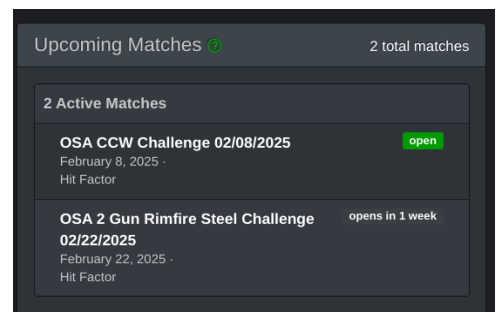 Upcoming Matches ?
2 total matches
2 Active Matches
OSA CCW Challenge 02/08/2025
open
February 8, 2025 ·
Hit Factor
OSA 2 Gun Rimfire Steel Challenge
02/22/2025
opens in 1 week
February 22, 2025 ·
Hit Factor